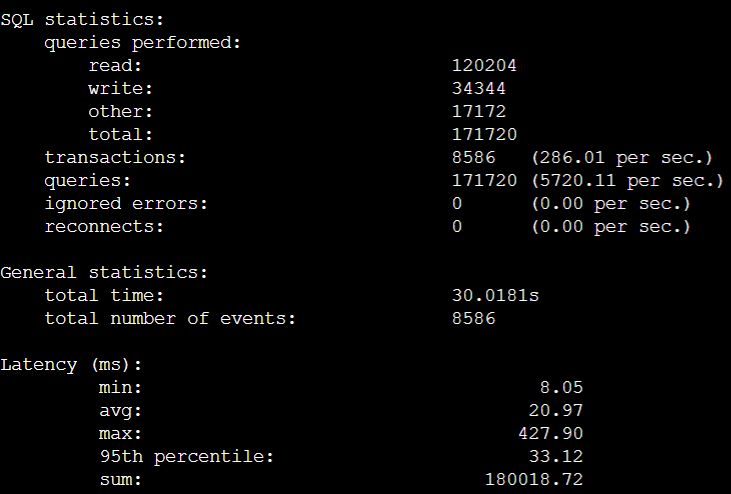 SQL statistics:
queries performed:
read: 120204
write: 34344
other: 17172
total: 171720
transactions: 8586 (286.01 per sec.)
queries: 171720 (5720.11 per sec.)
ignored errors: 0 (0.00 per sec.)
reconnects: 0 (0.00 per sec.)
General statistics:
total time: 30.0181s
total number of events: 8586
Latency (ms):
min: 8.05
avg: 20.97
max: 427.90
95th percentile: 33.12
sum: 180018.72